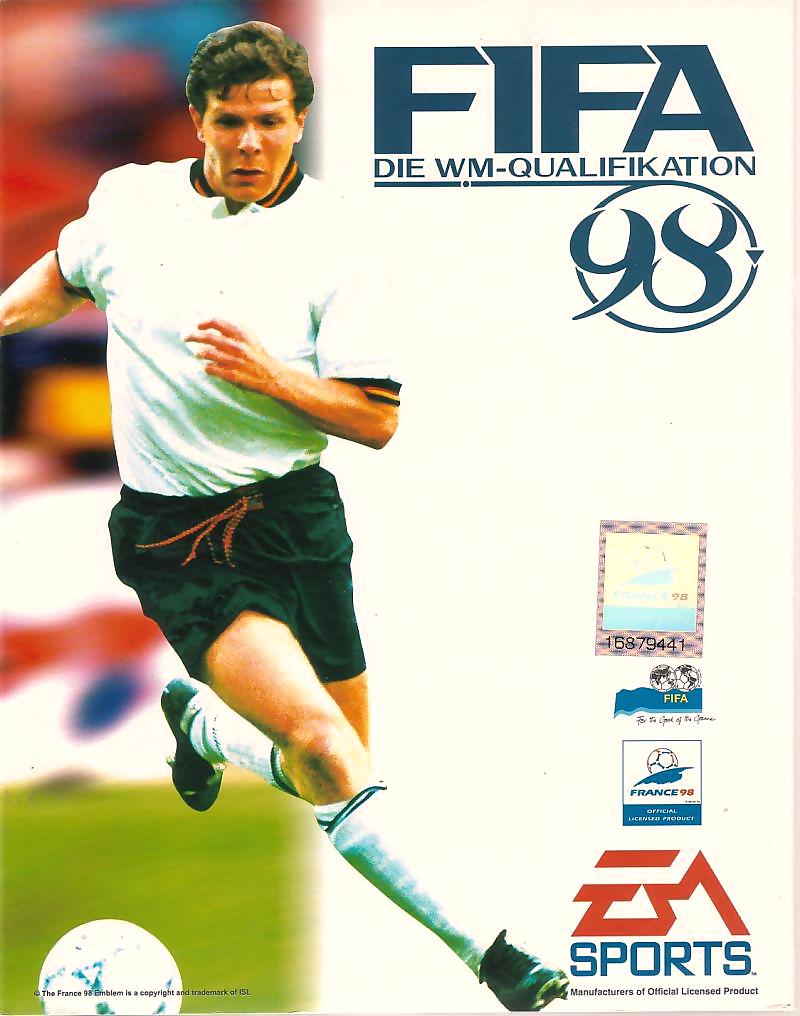 FIFA
DIE WM-QUALIFIKATION
98
FRANCE 98
16879441
FIFA
For the Good of the Game
FRANCE 98
OFFICIAL
LICENSED PRODUCT
EA
SPORTS
© The France 98 Emblem is a copyright and trademark of ISL
Manufacturers of Official Licensed Product